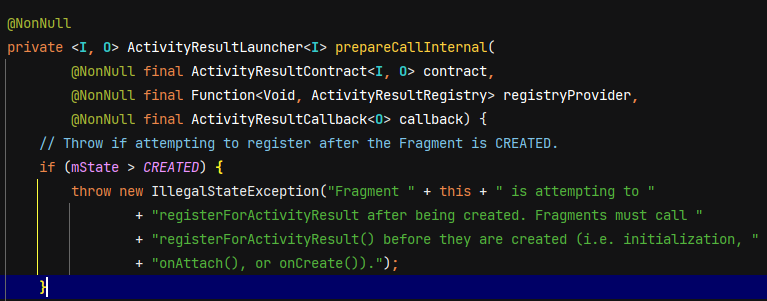 @NonNull
private <I, O> ActivityResultLauncher<I> prepareCallInternal(
@NonNull final ActivityResultContract<I, O> contract,
@NonNull final Function<Void, ActivityResultRegistry> registryProvider,
@NonNull final ActivityResultCallback<O> callback) {
// Throw if attempting to register after the Fragment is CREATED.
if (mState > CREATED) {
throw new IllegalStateException("Fragment " + this + " is attempting to "
+ "registerForActivityResult after being created. Fragments must call "
+ "registerForActivityResult() before they are created (i.e. initialization, "
+ "onAttach(), or onCreate()).");
}